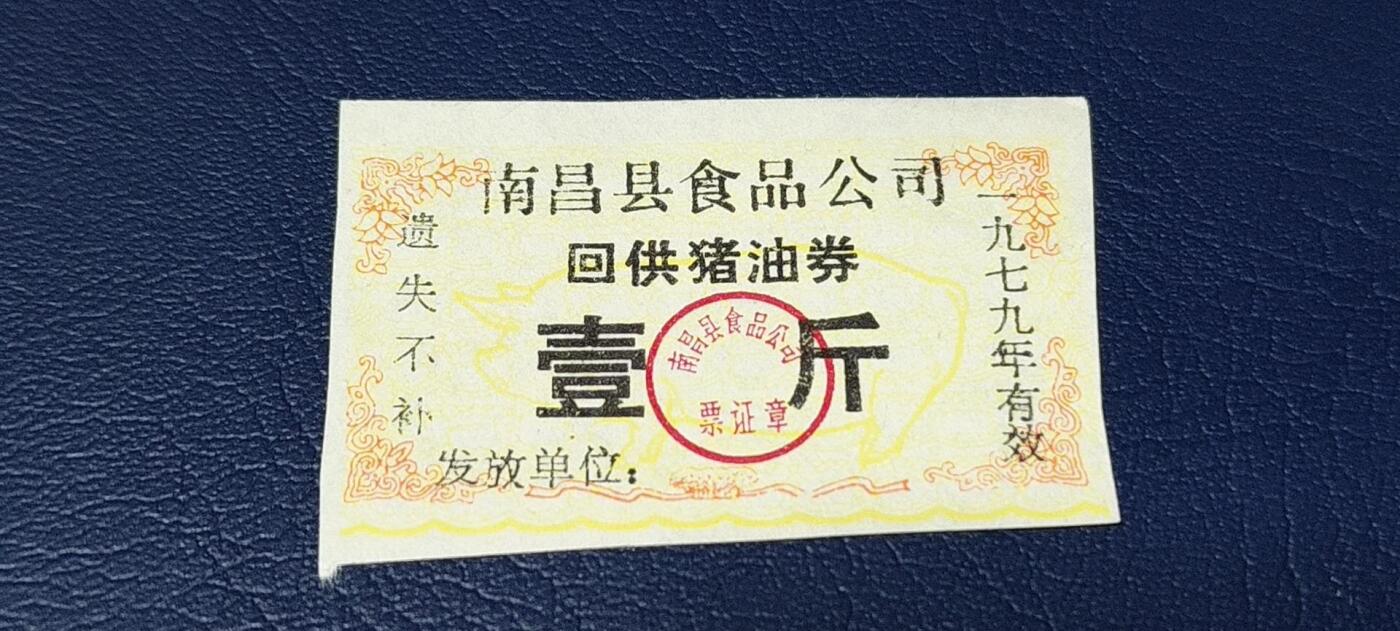 南昌县食品公司
回供猪油券
壹 斤
南昌县食品公司
票证章
发放单位：
遗失不补
一九七九年有效